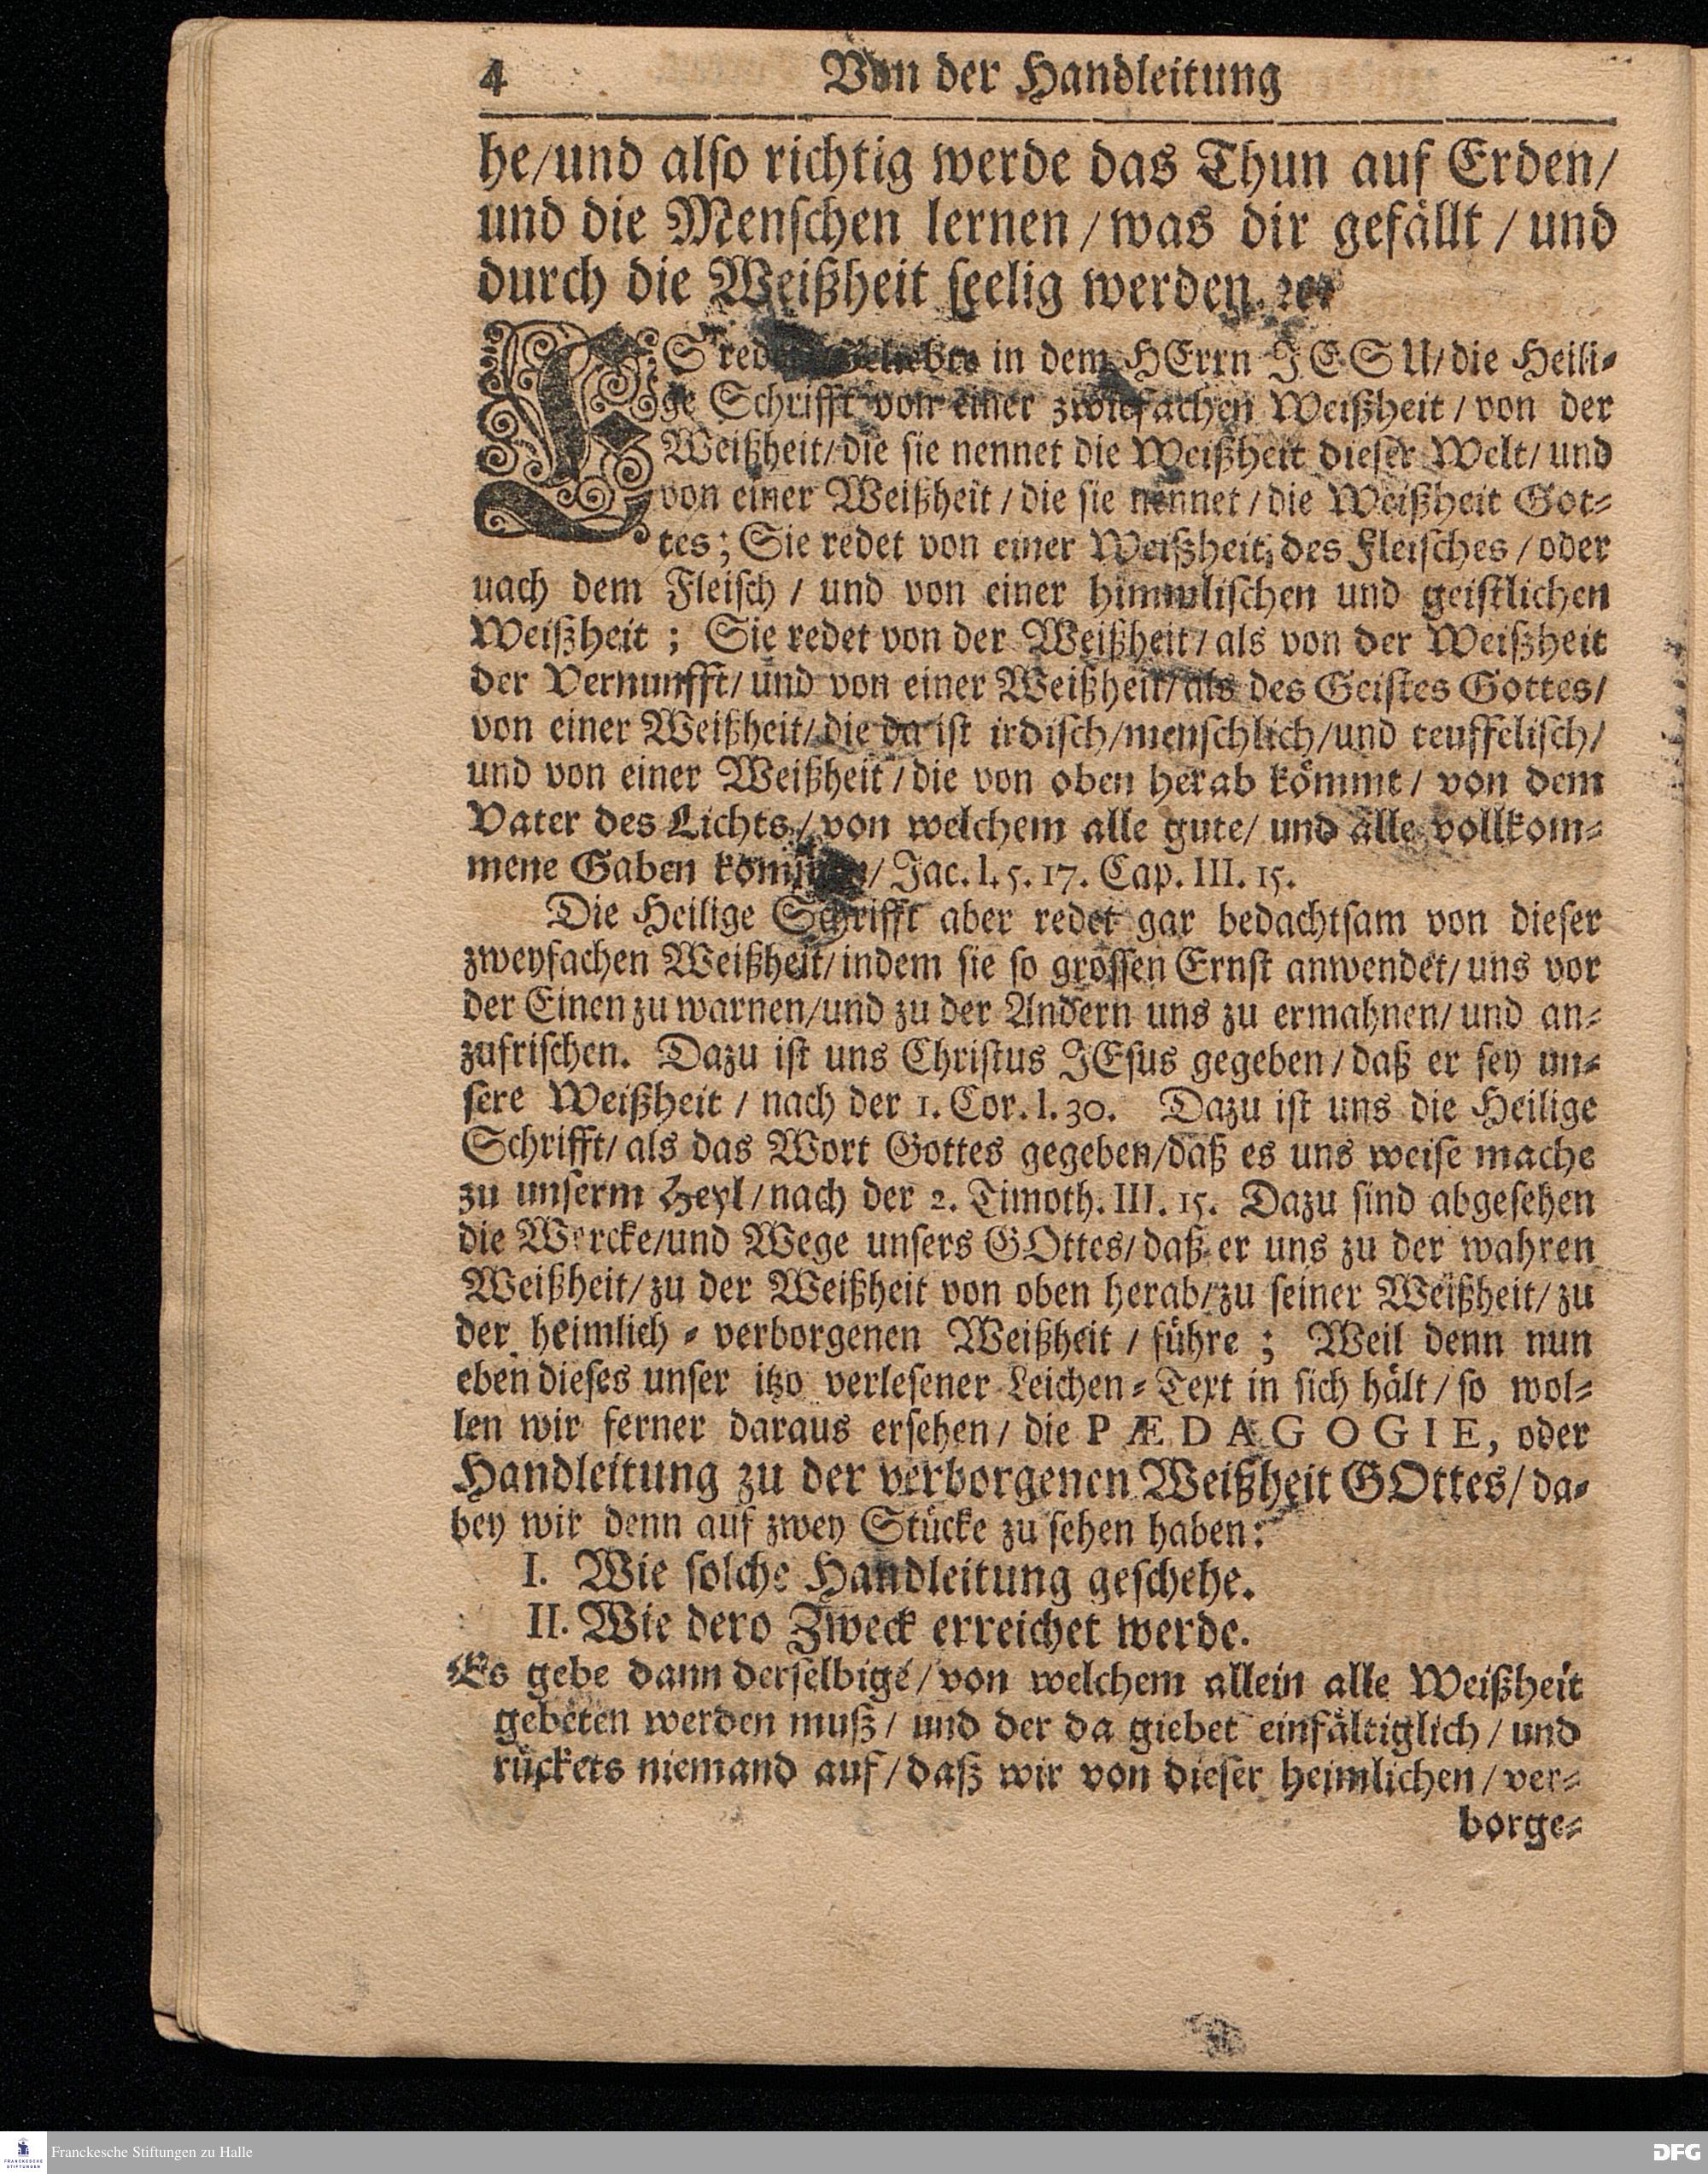 4 Von der Handleitung
he/und also richtig werde das Thun auf Erden/
und die Menschen lernen / was dir gefällt / und
durch die Weißheit seelig werden. ꝛc.
ES redet Geliebte in dem HErrn JESU/ die Heili-
ge Schrifft von einer zwiefachen Weißheit / von der
Weißheit/ die sie nennet die Weißheit dieser Welt/ und
von einer Weißheit / die sie nennet / die Weißheit Got-
tes; Sie redet von einer Weißheit; des Fleisches / oder
uach dem Fleisch / und von einer himmlischen und geistlichen
Weißheit ; Sie redet von der Weißheit / als von der Weißheit
der Vernunfft/ und von einer Weißheit/ als des Geistes Gottes/
von einer Weißheit/ die da ist irdisch/menschlich/und teuffelisch/
und von einer Weißheit / die von oben herab kömmt / von dem
Vater des Lichts / von welchem alle gute/ und alle vollkom-
mene Gaben kommen/ Jac. I. 5. 17. Cap. III. 15.
Die Heilige Schrifft aber redet gar bedachtsam von dieser
zweyfachen Weißheit/ indem sie so grossen Ernst anwendet/ uns vor
der Einen zu warnen/und zu der Andern uns zu ermahnen/ und an-
zufrischen. Dazu ist uns Christus JEsus gegeben / daß er sey un-
sere Weißheit / nach der 1. Cor. I. 30. Dazu ist uns die Heilige
Schrifft/ als das Wort Gottes gegeben/daß es uns weise mache
zu unserm Heyl / nach der 2. Timoth. III. 15. Dazu sind abgesehen
die Wercke/und Wege unsers GOttes/ daß er uns zu der wahren
Weißheit/ zu der Weißheit von oben herab/ zu seiner Weißheit/ zu
der heimlich - verborgenen Weißheit / führe ; Weil denn nun
eben dieses unser itzo verlesener Leichen-Text in sich hält / so wol-
len wir ferner daraus ersehen / die PÆDAGOGIE, oder
Handleitung zu der verborgenen Weißheit GOttes/ da-
bey wir denn auf zwey Stücke zu sehen haben:
I. Wie solche Handleitung geschehe.
II. Wie dero Zweck erreichet werde.
Es gebe dann derselbige / von welchem allein alle Weißheit
gebeten werden muß / und der da giebet einfältiglich / und
rückets niemand auf / daß wir von dieser heimlichen / ver-
borge-
Franckesche Stiftungen zu Halle
FRANCKESCHE STIFTUNGEN
DFG